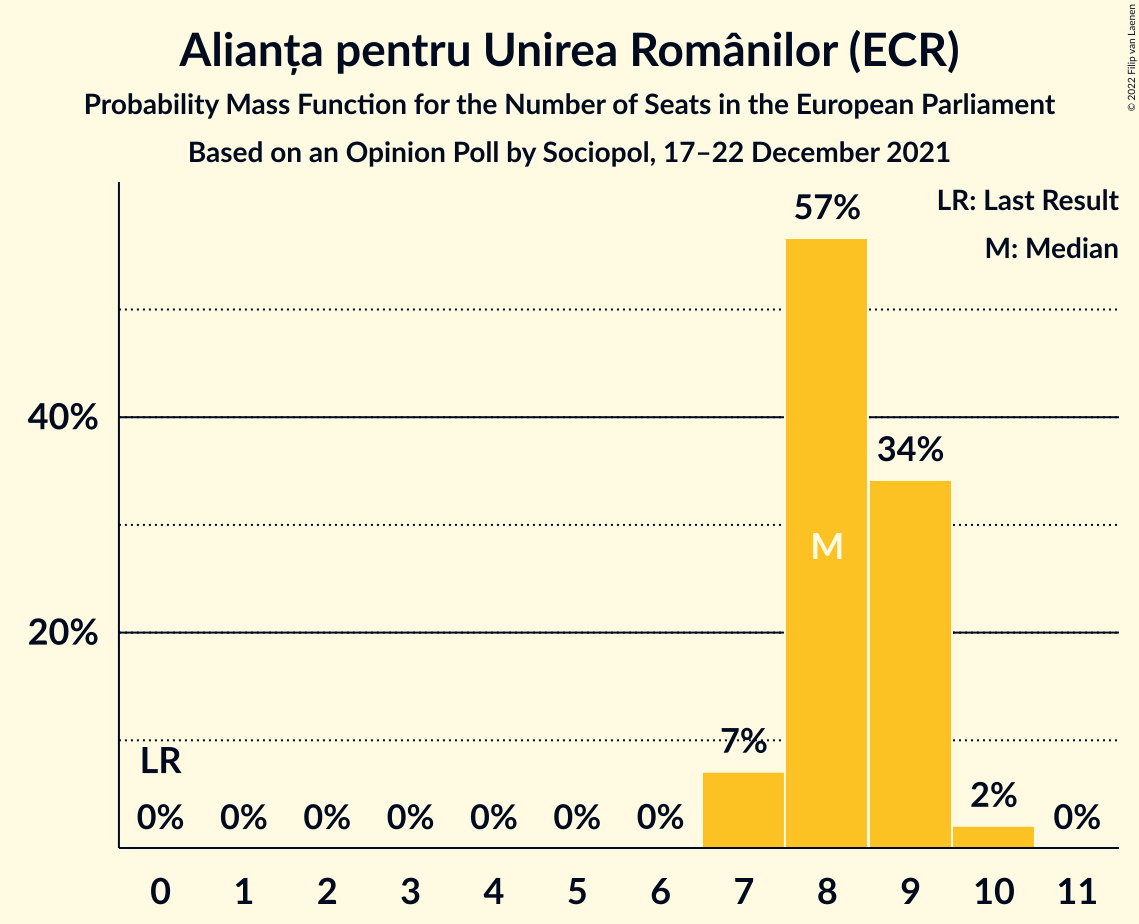 Alianța pentru Unirea Românilor (ECR)
Probability Mass Function for the Number of Seats in the European Parliament
Based on an Opinion Poll by Sociopol, 17–22 December 2021
© 2022 Filip van Laenen
LR: Last Result
M: Median
57%
40%
34%
M
20%
7%
LR
2%
0% 0% 0% 0% 0% 0% 0% 0%
0 1 2 3 4 5 6 7 8 9 10 11